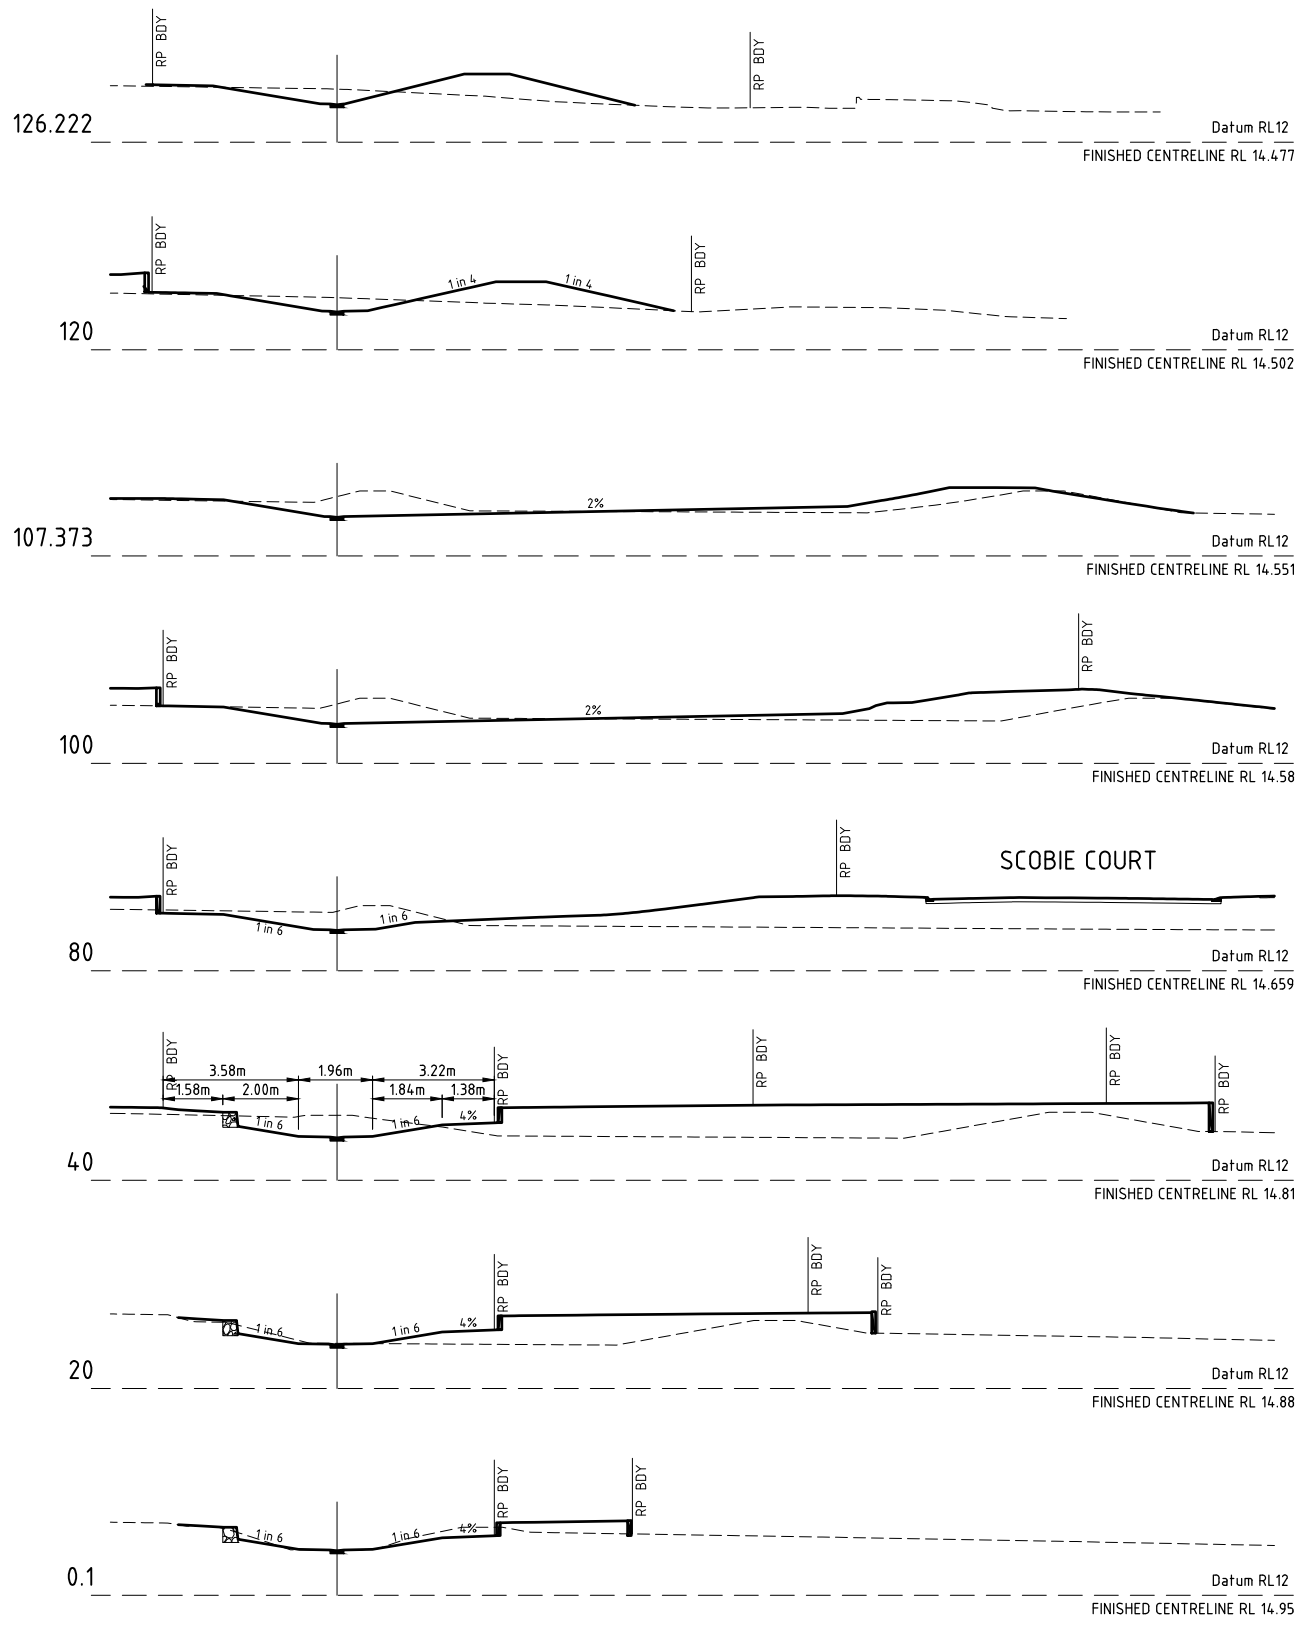 RP BDY
RP BDY
126.222
Datum RL12
FINISHED CENTRELINE RL 14.477
RP BDY
RP BDY
1 in 4
1 in 4
120
Datum RL12
FINISHED CENTRELINE RL 14.502
2%
107.373
Datum RL12
FINISHED CENTRELINE RL 14.551
RP BDY
RP BDY
2%
100
Datum RL12
FINISHED CENTRELINE RL 14.58
RP BDY
RP BDY
SCOBIE COURT
1 in 6
1 in 6
80
Datum RL12
FINISHED CENTRELINE RL 14.659
RP BDY
RP BDY
RP BDY
RP BDY
RP BDY
3.58m 1.96m 3.22m
1.58m 2.00m 1.84m 1.38m
1 in 6 1 in 6 4%
40
Datum RL12
FINISHED CENTRELINE RL 14.81
RP BDY
RP BDY
RP BDY
1 in 6 1 in 6 4%
20
Datum RL12
FINISHED CENTRELINE RL 14.88
RP BDY
RP BDY
1 in 6 1 in 6 4%
0.1
Datum RL12
FINISHED CENTRELINE RL 14.95